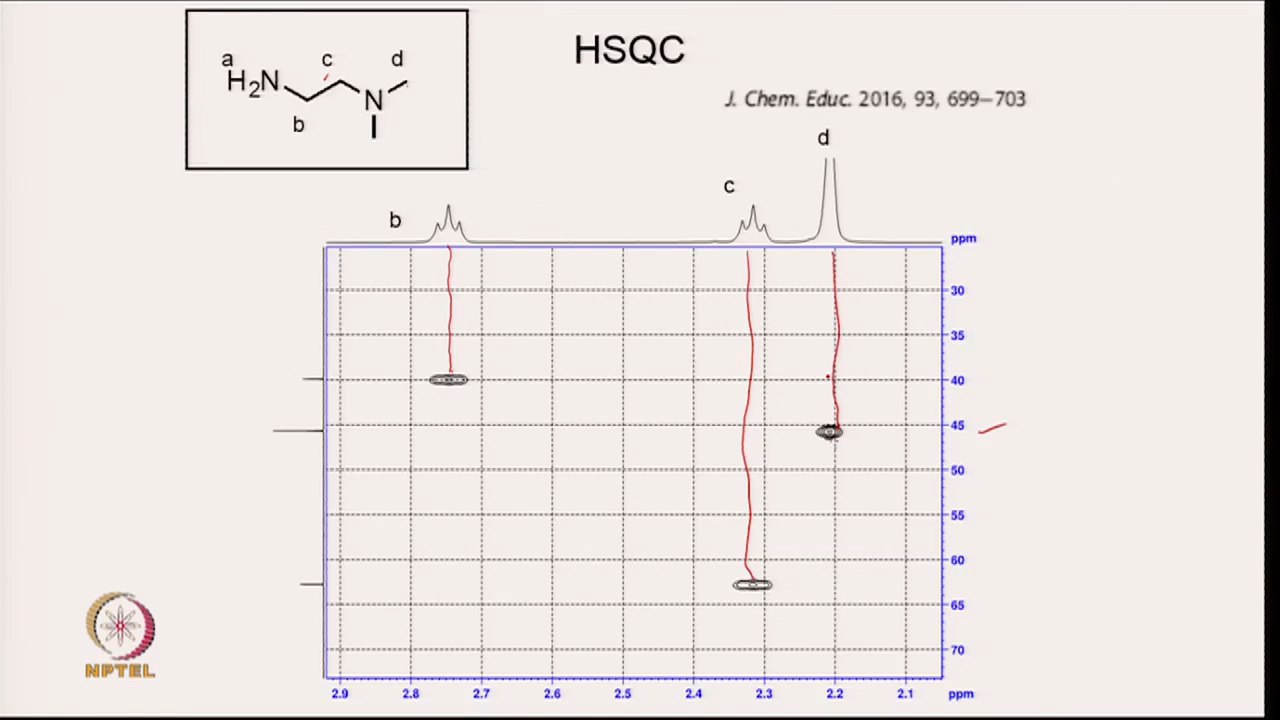 HSQC
a
c
d
H2N
N
b
J. Chem. Educ. 2016, 93, 699–703
d
c
b
ppm
30
35
40
45
50
55
60
65
70
2.9 2.8 2.7 2.6 2.5 2.4 2.3 2.2 2.1 ppm
NPTEL